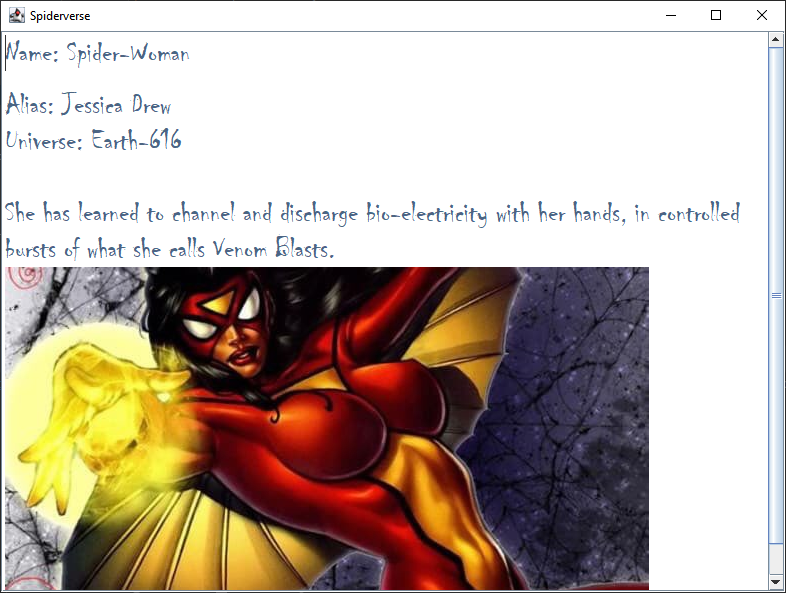 Spiderverse
Name: Spider-Woman
Alias: Jessica Drew
Universe: Earth-616
She has learned to channel and discharge bio-electricity with her hands, in controlled
bursts of what she calls Venom Blasts.